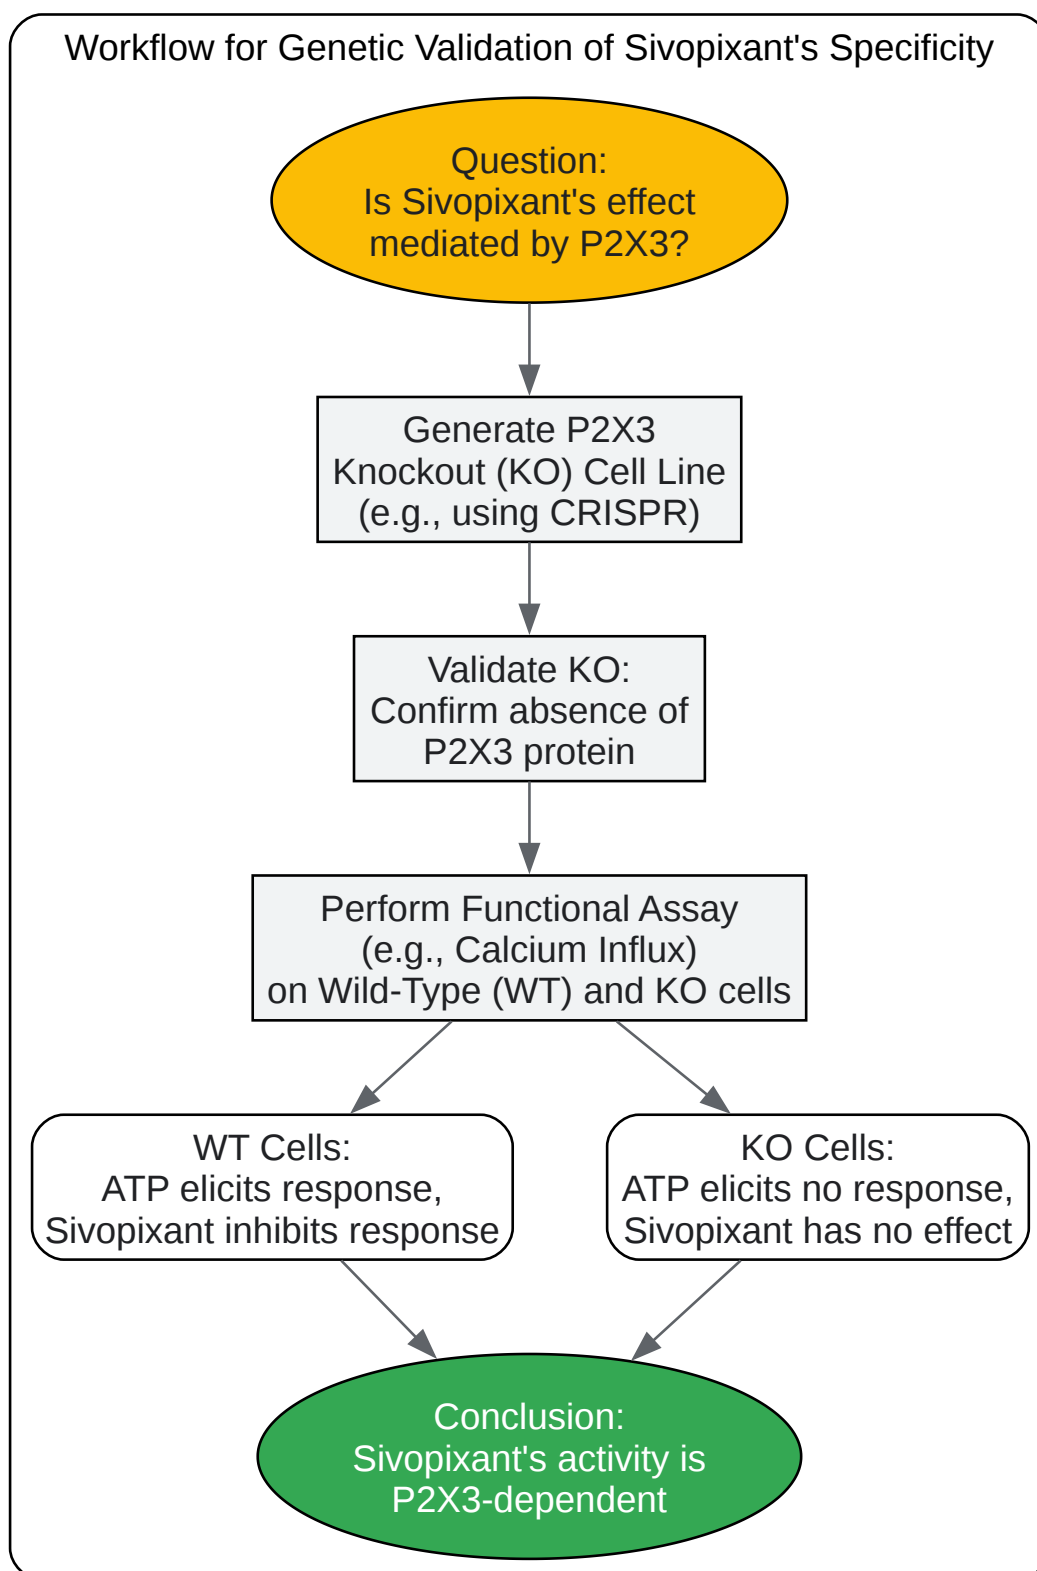 Workflow for Genetic Validation of Sivopixant's Specificity
Question:
Is Sivopixant's effect
mediated by P2X3?
Generate P2X3
Knockout (KO) Cell Line
(e.g., using CRISPR)
Validate KO:
Confirm absence of
P2X3 protein
Perform Functional Assay
(e.g., Calcium Influx)
on Wild-Type (WT) and KO cells
WT Cells:
ATP elicits response,
Sivopixant inhibits response
KO Cells:
ATP elicits no response,
Sivopixant has no effect
Conclusion:
Sivopixant's activity is
P2X3-dependent